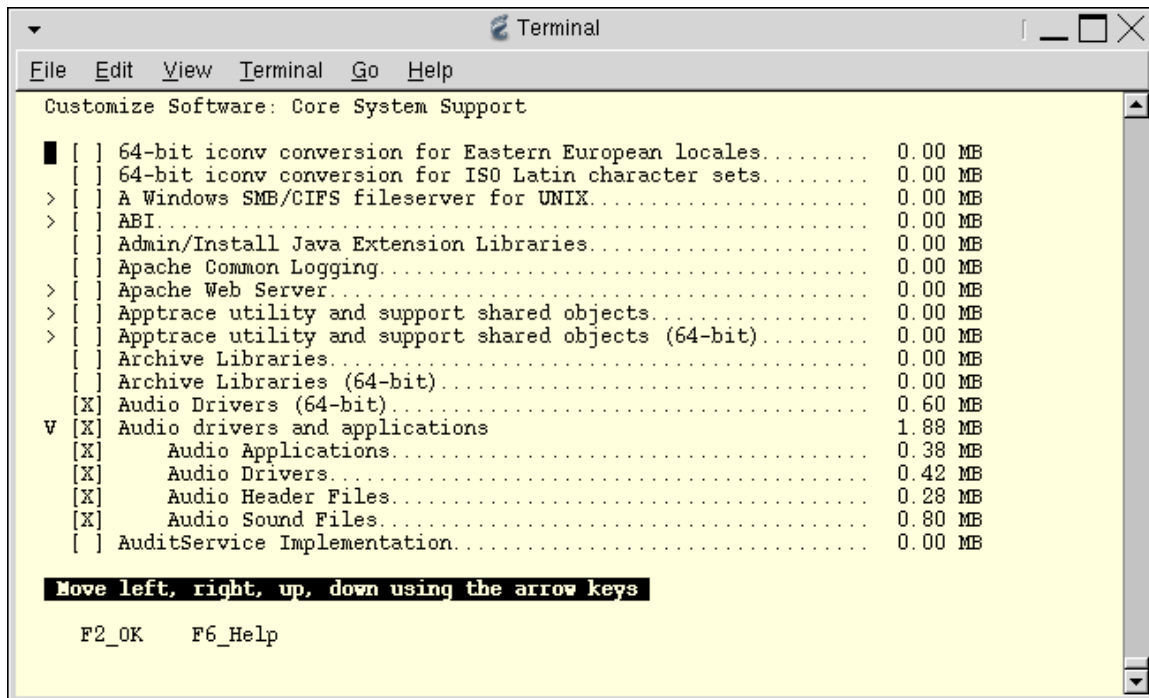 Terminal
File Edit View Terminal Go Help
Customize Software: Core System Support
[ ] 64-bit iconv conversion for Eastern European locales......... 0.00 MB
[ ] 64-bit iconv conversion for ISO Latin character sets......... 0.00 MB
> [ ] A Windows SMB/CIFS fileserver for UNIX....................... 0.00 MB
> [ ] ABI.......................................................... 0.00 MB
[ ] Admin/Install Java Extension Libraries....................... 0.00 MB
[ ] Apache Common Logging........................................ 0.00 MB
> [ ] Apache Web Server............................................ 0.00 MB
> [ ] Apptrace utility and support shared objects.................. 0.00 MB
> [ ] Apptrace utility and support shared objects (64-bit)......... 0.00 MB
[ ] Archive Libraries............................................ 0.00 MB
[ ] Archive Libraries (64-bit)................................... 0.00 MB
[X] Audio Drivers (64-bit)....................................... 0.60 MB
V [X] Audio drivers and applications 1.88 MB
[X] Audio Applications....................................... 0.38 MB
[X] Audio Drivers............................................ 0.42 MB
[X] Audio Header Files....................................... 0.28 MB
[X] Audio Sound Files........................................ 0.80 MB
[ ] AuditService Implementation.................................. 0.00 MB
Move left, right, up, down using the arrow keys
F2_OK F6_Help